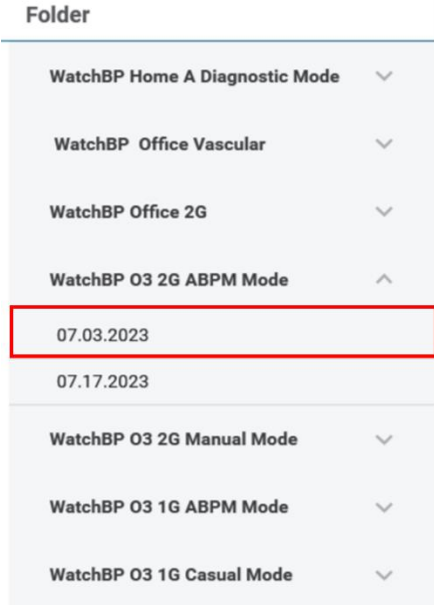 Folder
WatchBP Home A Diagnostic Mode
WatchBP Office Vascular
WatchBP Office 2G
WatchBP O3 2G ABPM Mode
07.03.2023
07.17.2023
WatchBP O3 2G Manual Mode
WatchBP O3 1G ABPM Mode
WatchBP O3 1G Casual Mode